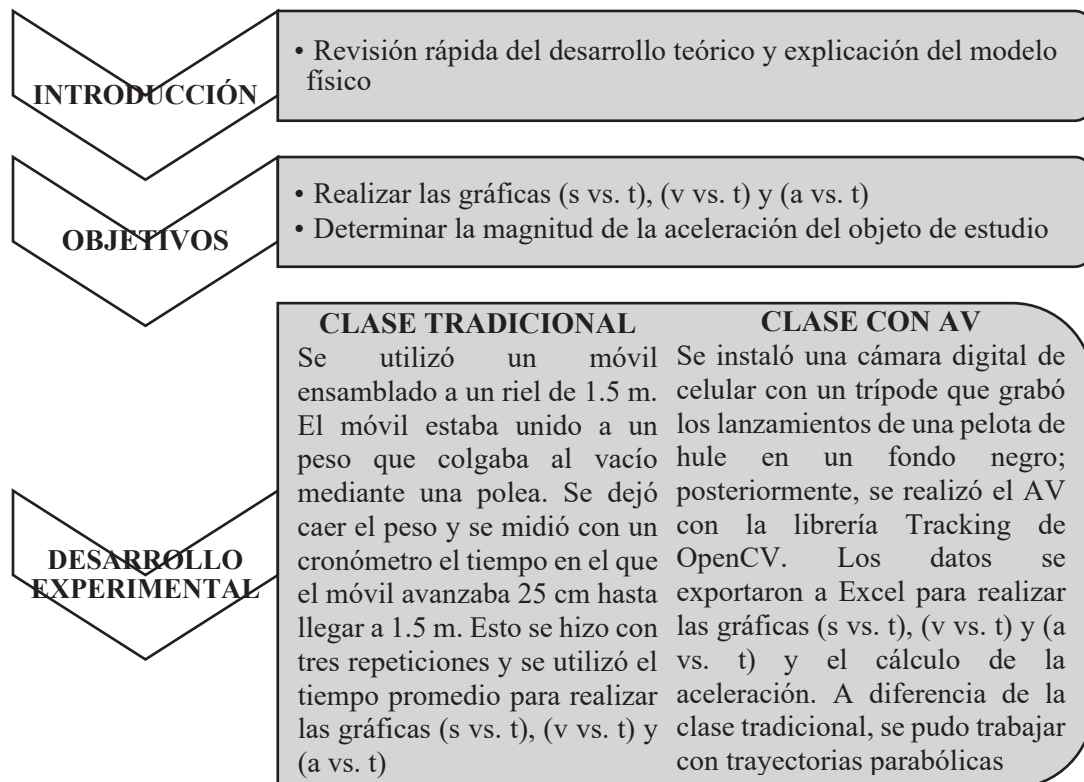 INTRODUCCIÓN
• Revisión rápida del desarrollo teórico y explicación del modelo
físico
OBJETIVOS
• Realizar las gráficas (s vs. t), (v vs. t) y (a vs. t)
• Determinar la magnitud de la aceleración del objeto de estudio
DESARROLLO
EXPERIMENTAL
CLASE TRADICIONAL
Se utilizó un móvil
ensamblado a un riel de 1.5 m.
El móvil estaba unido a un
peso que colgaba al vacío
mediante una polea. Se dejó
caer el peso y se midió con un
cronómetro el tiempo en el que
el móvil avanzaba 25 cm hasta
llegar a 1.5 m. Esto se hizo con
tres repeticiones y se utilizó el
tiempo promedio para realizar
las gráficas (s vs. t), (v vs. t) y
(a vs. t)
CLASE CON AV
Se instaló una cámara digital de
celular con un trípode que grabó
los lanzamientos de una pelota de
hule en un fondo negro;
posteriormente, se realizó el AV
con la librería Tracking de
OpenCV. Los datos se
exportaron a Excel para realizar
las gráficas (s vs. t), (v vs. t) y (a
vs. t) y el cálculo de la
aceleración. A diferencia de la
clase tradicional, se pudo trabajar
con trayectorias parabólicas